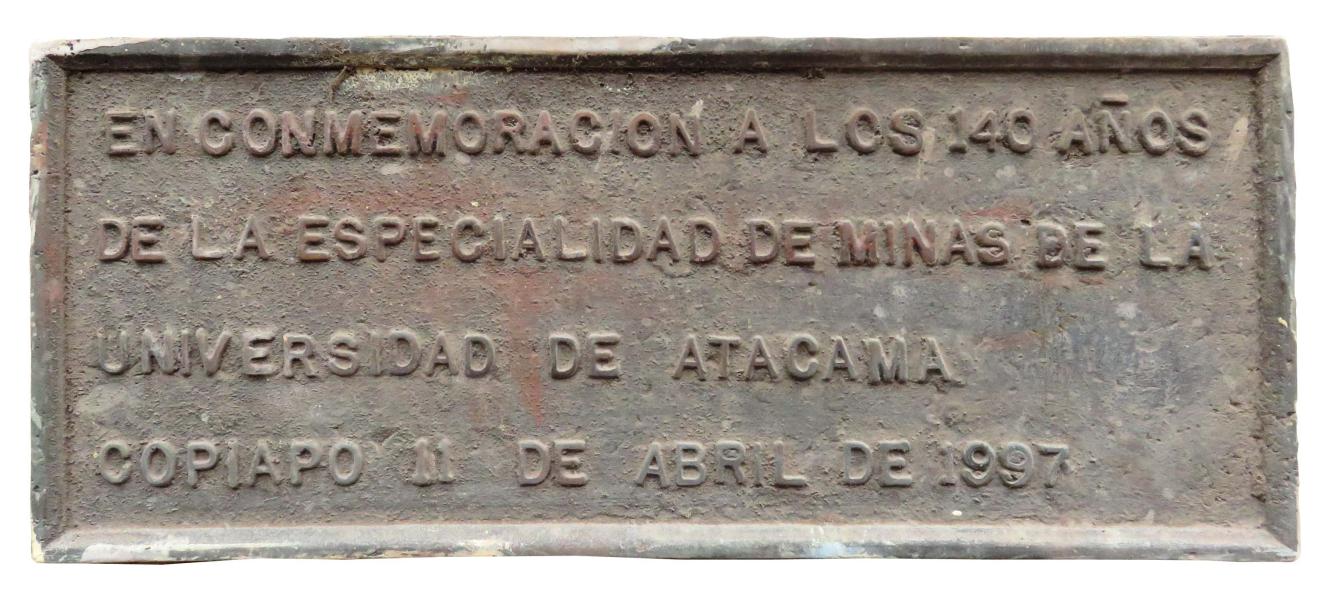 EN CONMEMORACION A LOS 140 AÑOS
DE LA ESPECIALIDAD DE MINAS DE LA
UNIVERSIDAD DE ATACAMA
COPIAPO 11 DE ABRIL DE 1997